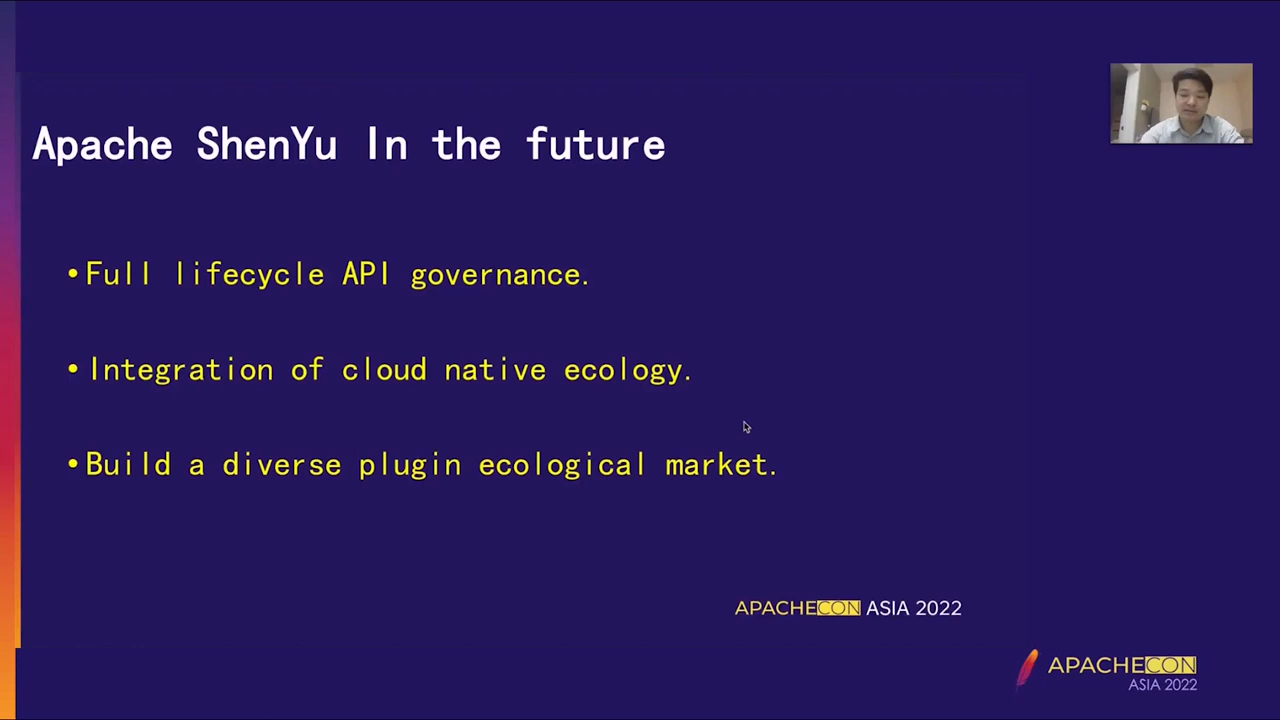 Apache ShenYu In the future
•Full lifecycle API governance.
•Integration of cloud native ecology.
•Build a diverse plugin ecological market.
APACHECON ASIA 2022
APACHECON
ASIA 2022